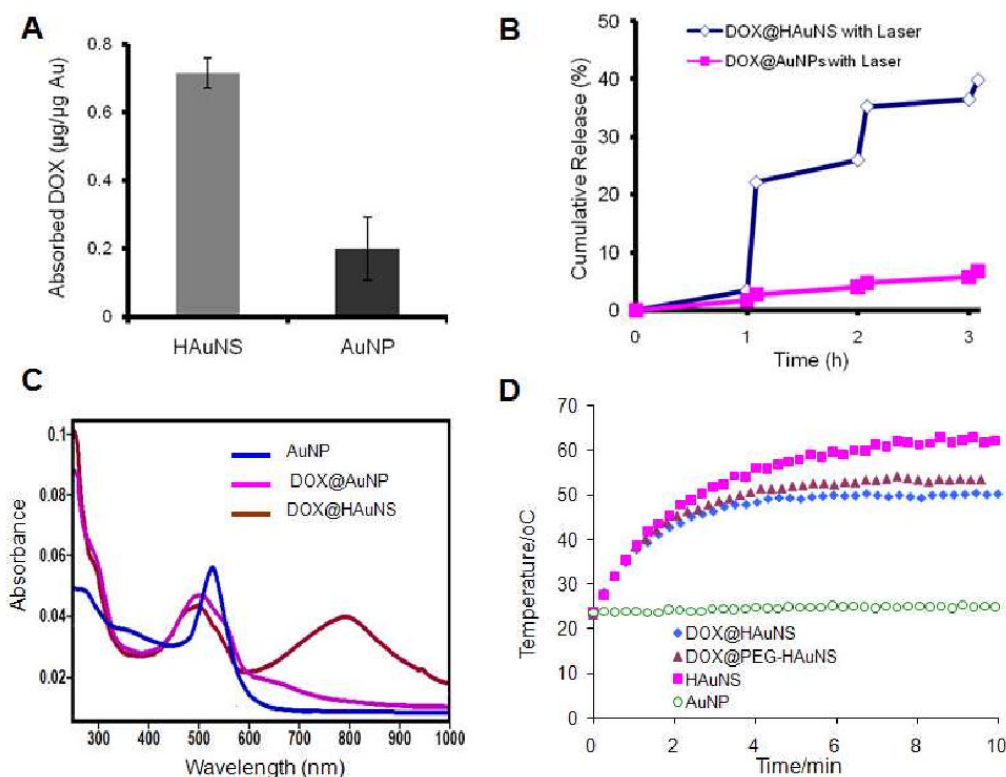 A
Absorbed DOX (µg/µg Au)
0.8
0.6
0.4
0.2
0
HAuNS
AuNP
B
DOX@HAuNS with Laser
DOX@AuNPs with Laser
Cumulative Release (%)
50
40
30
20
10
0
0 1 2 3
Time (h)
C
Absorbance
0.1
0.08
0.06
0.04
0.02
AuNP
DOX@AuNP
DOX@HAuNS
300 400 500 600 700 800 900 1000
Wavelength (nm)
D
Temperature/oC
70
60
50
40
30
20
10
0
DOX@HAuNS
DOX@PEG-HAuNS
HAuNS
AuNP
0 2 4 6 8 10
Time/min